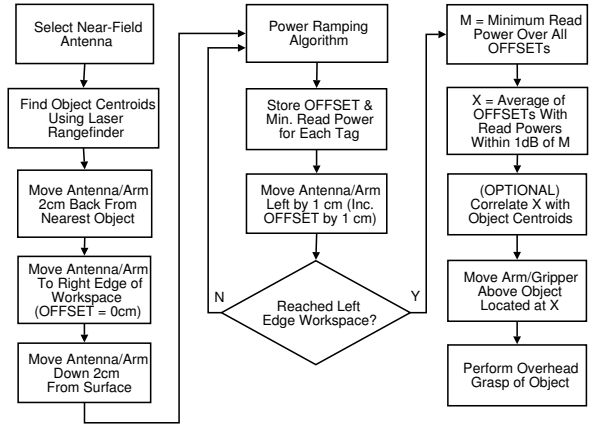 Select Near-Field
Antenna
Find Object Centroids
Using Laser
Rangefinder
Move Antenna/Arm
2cm Back From
Nearest Object
Move Antenna/Arm
To Right Edge of
Workspace
(OFFSET = 0cm)
Move Antenna/Arm
Down 2cm
From Surface
Power Ramping
Algorithm
Store OFFSET &
Min. Read Power
for Each Tag
Move Antenna/Arm
Left by 1 cm (Inc.
OFFSET by 1 cm)
N
Reached Left
Edge Workspace?
Y
M = Minimum Read
Power Over All
OFFSETs
X = Average of
OFFSETs With
Read Powers
Within 1dB of M
(OPTIONAL)
Correlate X with
Object Centroids
Move Arm/Gripper
Above Object
Located at X
Perform Overhead
Grasp of Object